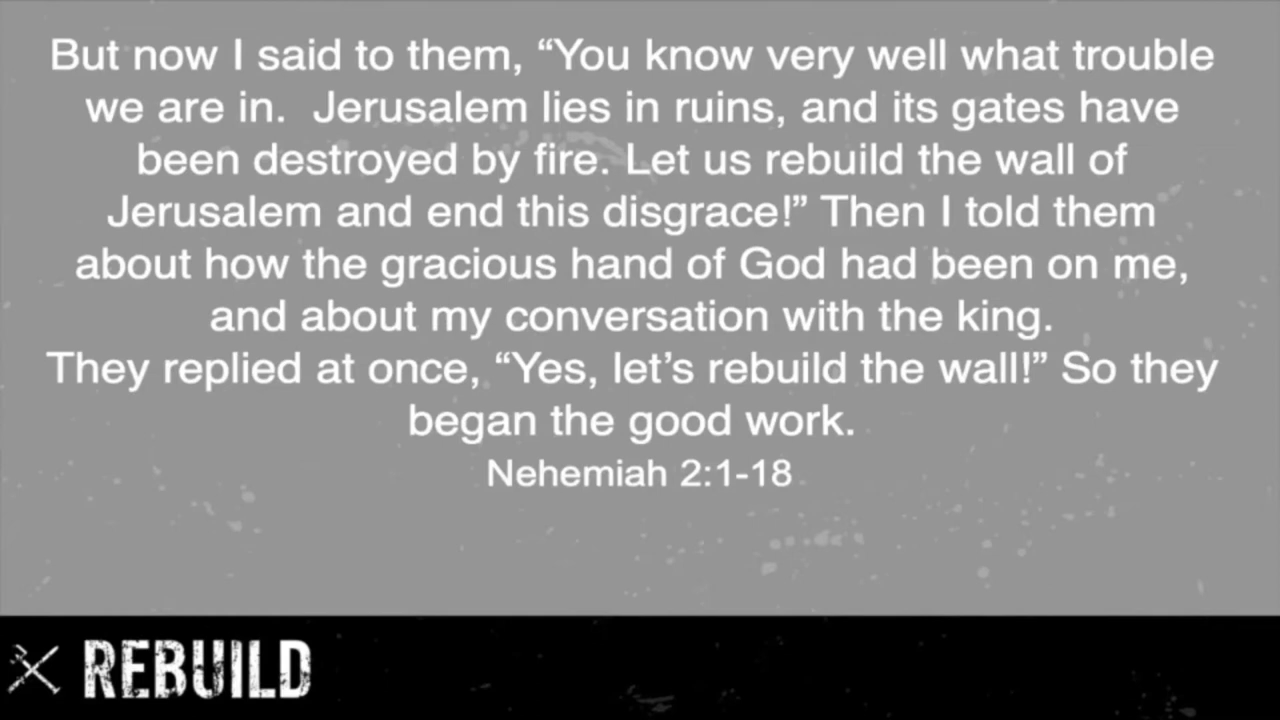 But now I said to them, “You know very well what trouble
we are in.  Jerusalem lies in ruins, and its gates have
been destroyed by fire. Let us rebuild the wall of
Jerusalem and end this disgrace!” Then I told them
about how the gracious hand of God had been on me,
and about my conversation with the king.
They replied at once, “Yes, let’s rebuild the wall!” So they
began the good work.
Nehemiah 2:1-18
REBUILD